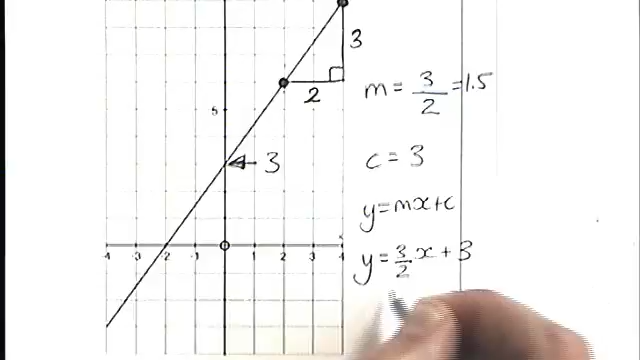 3
2
m = 3/2 = 1.5
5
3
c = 3
y = mx + c
-4 -3 -2 1 2 3 4
y = 3/2 x + 3